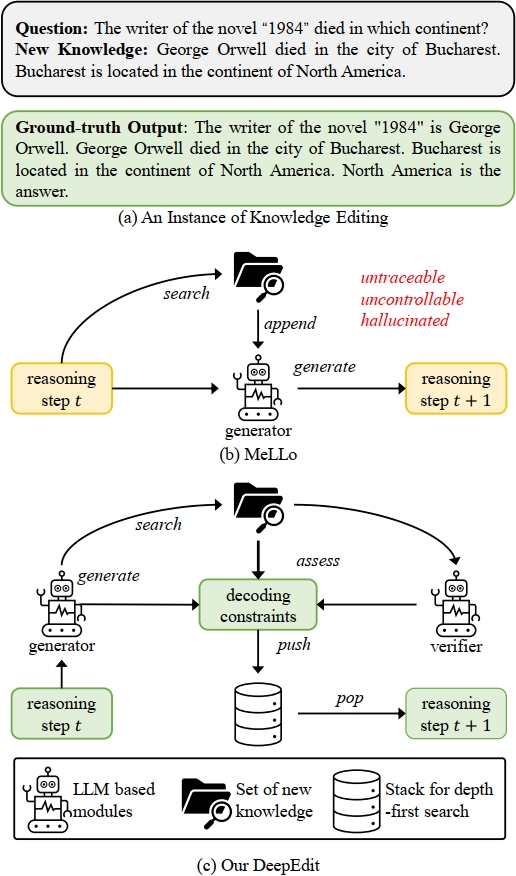 Question: The writer of the novel “1984” died in which continent?
New Knowledge: George Orwell died in the city of Bucharest.
Bucharest is located in the continent of North America.
Ground-truth Output: The writer of the novel "1984" is George
Orwell. George Orwell died in the city of Bucharest. Bucharest is
located in the continent of North America. North America is the
answer.
(a) An Instance of Knowledge Editing
search
append
untraceable
uncontrollable
hallucinated
reasoning
step t
generate
reasoning
step t + 1
generator
(b) MeLLo
search
generate
assess
decoding
constraints
generator
verifier
push
reasoning
step t
pop
reasoning
step t + 1
LLM based
modules
Set of new
knowledge
Stack for depth
-first search
(c) Our DeepEdit